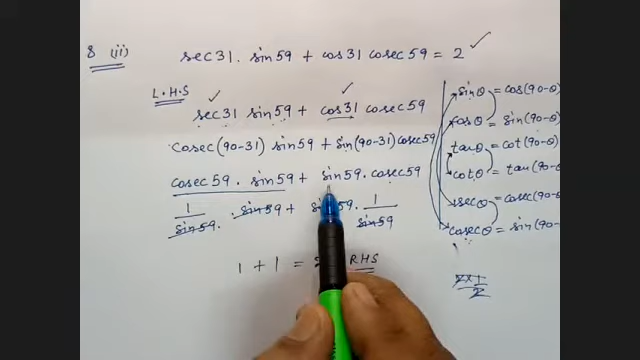 8 (ii) sec31 . sin59 + cos31 cosec59 = 2 ✓
L.H.S
sec31 sin59 + cos31 cosec59
cosec(90-31) sin59 + sin(90-31) cosec59
cosec59 . sin59 + sin59 . cosec59
1/sin59 . sin59 + 59 . 1/sin59
1 + 1 = RHS
sinθ = cos(90-θ)
cosθ = sin(90-θ)
tanθ = cot(90-θ)
cotθ = tan(90-
secθ = cosec(90-
cosecθ = sin(90-
2